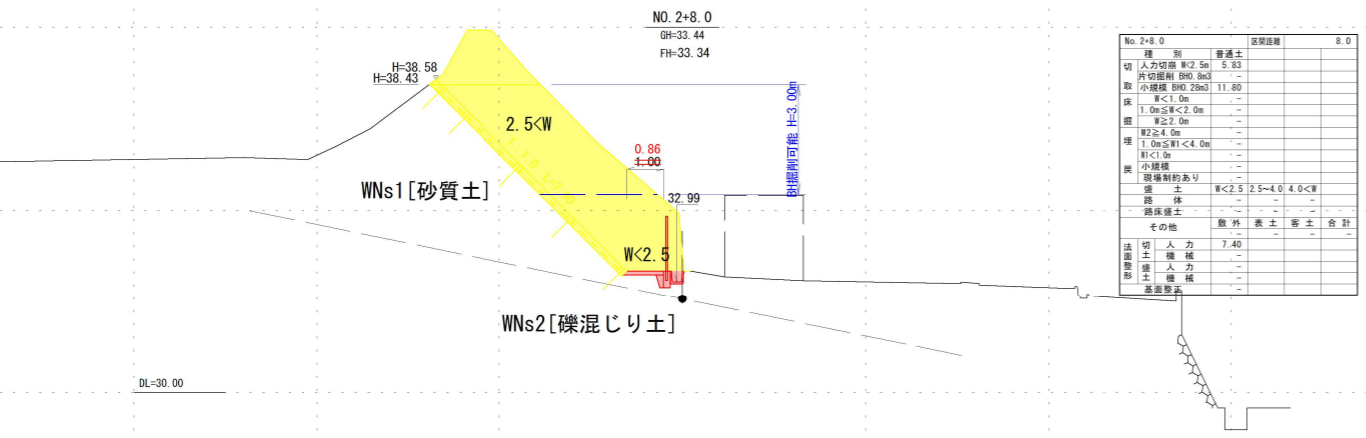 NO. 2+8.0
GH=33.44
FH=33.34
H=38.58
H=38.43
2.5<W
0.86
1.00
BH掘削可能 H=3.00m
WNs1[砂質土]
32.99
W<2.5
WNs2[礫混じり土]
DL=30.00
No. 2+8.0 区間距離 8.0
種 別 普通土
切取 人力切崩 W<2.5m 5.83
片切掘削 BH0.8m3 -
小規模 BH0.28m3 11.80
床掘 W<1.0m -
1.0m≦W<2.0m -
W≧2.0m -
埋戻 W2≧4.0m -
1.0m≦W1<4.0m -
W1<1.0m -
小規模 -
現場制約あり -
盛 土 W<2.5 2.5~4.0 4.0<W
路 体 - - -
路床盛土 - - -
その他 敷 外 表 土 客 土 合 計
- - - -
法面整形 切土 人 力 7.40
機 械 -
盛土 人 力 -
機 械 -
基面整正 -